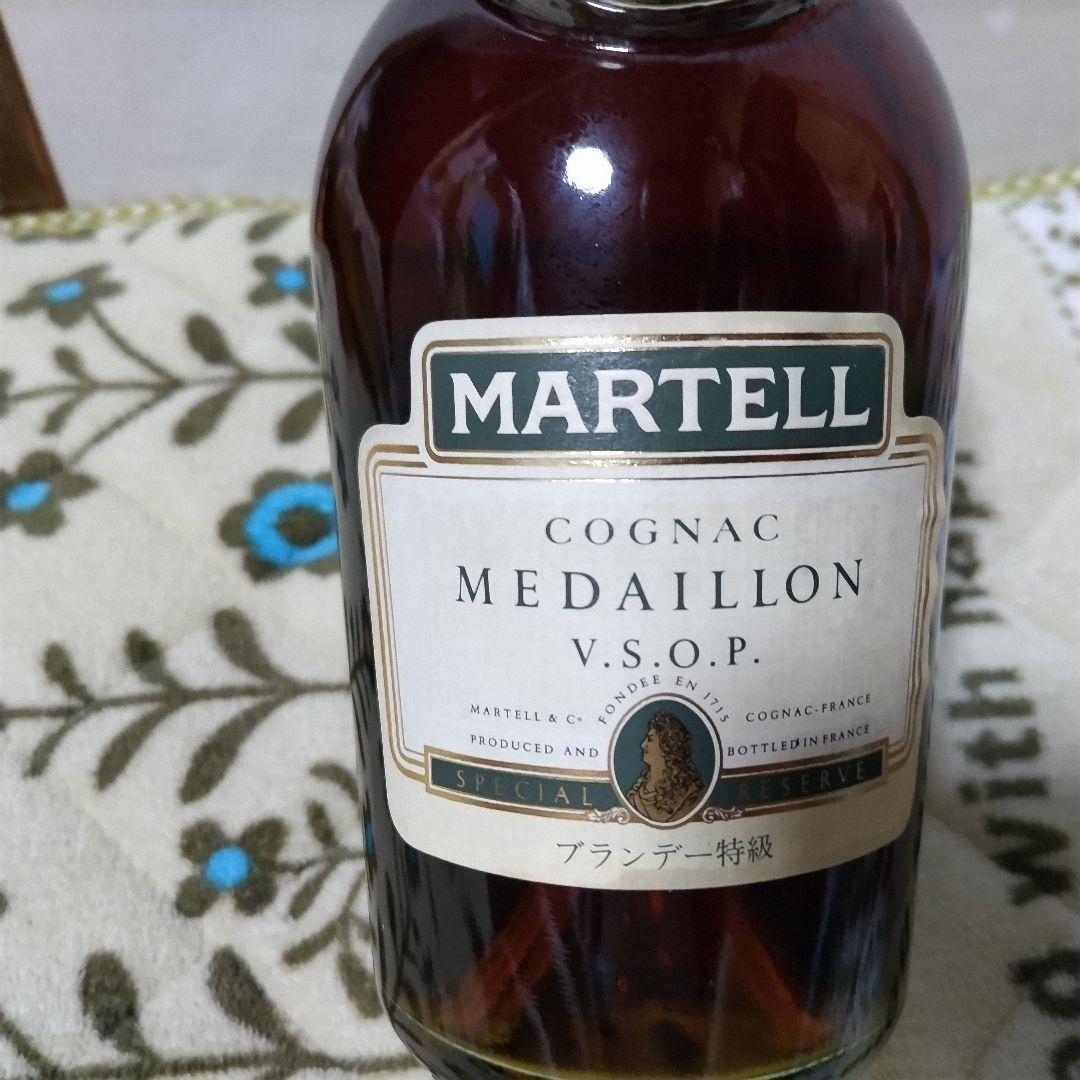 MARTELL
COGNAC
MEDAILLON
V.S.O.P.
FONDEE EN 1715
MARTELL & Cº COGNAC-FRANCE
PRODUCED AND BOTTLED IN FRANCE
SPECIAL RESERVE
ブランデー特級
with